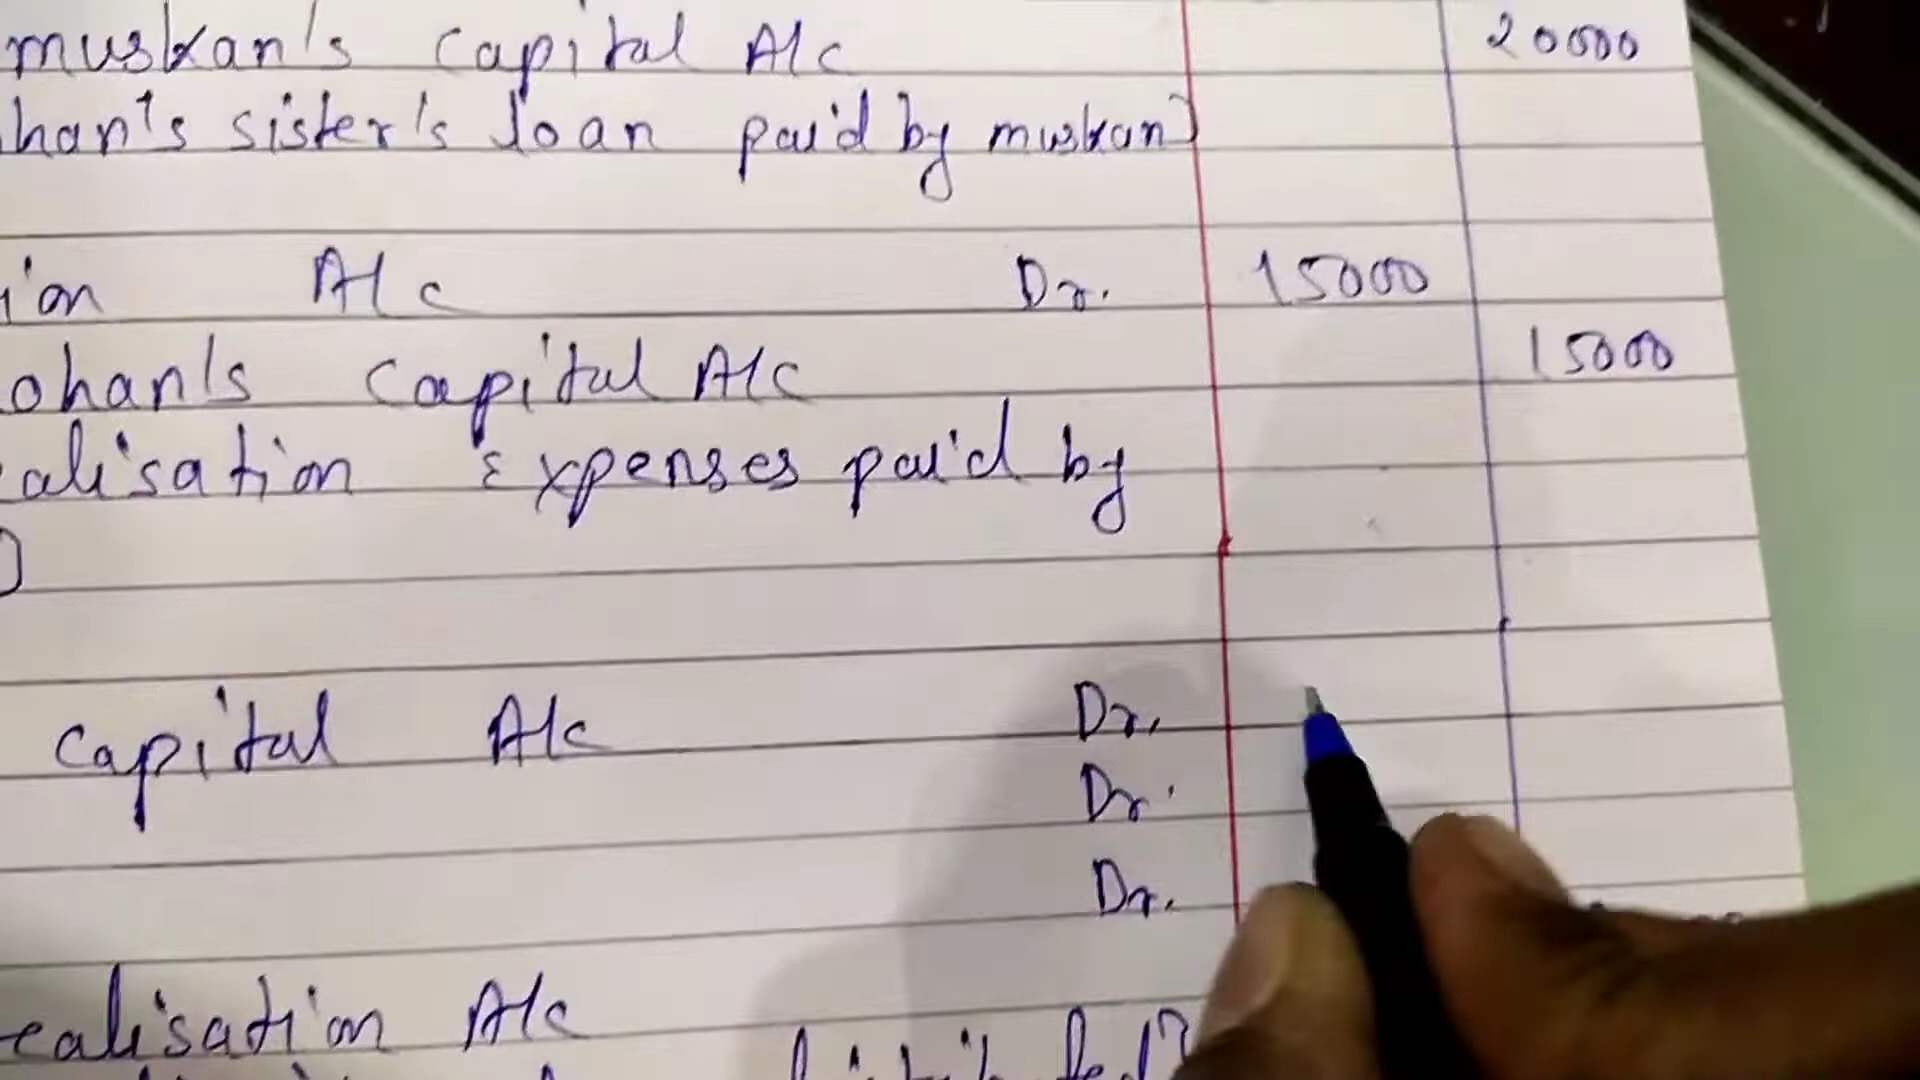 muskan's capital A/c 20000
han's sister's loan paid by muskan)
ion A/c Dr. 15000
ohan's capital A/c 15000
alisation Expenses paid by
)
capital A/c Dr.
Dr.
Dr.
ealisation A/c